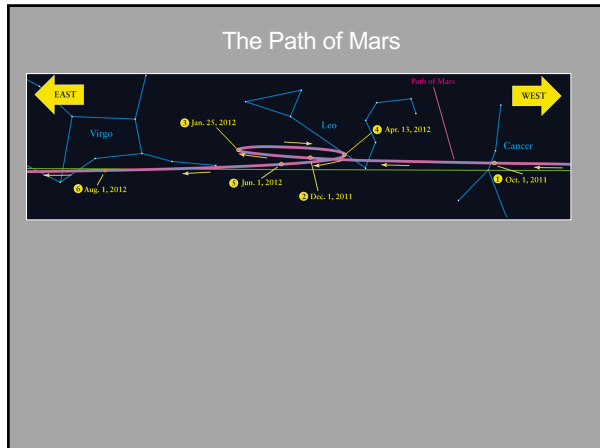 The Path of Mars
EAST
Path of Mars
WEST
3 Jan. 25, 2012
Leo
4 Apr. 13, 2012
Virgo
Cancer
6 Aug. 1, 2012
5 Jun. 1, 2012
2 Dec. 1, 2011
1 Oct. 1, 2011